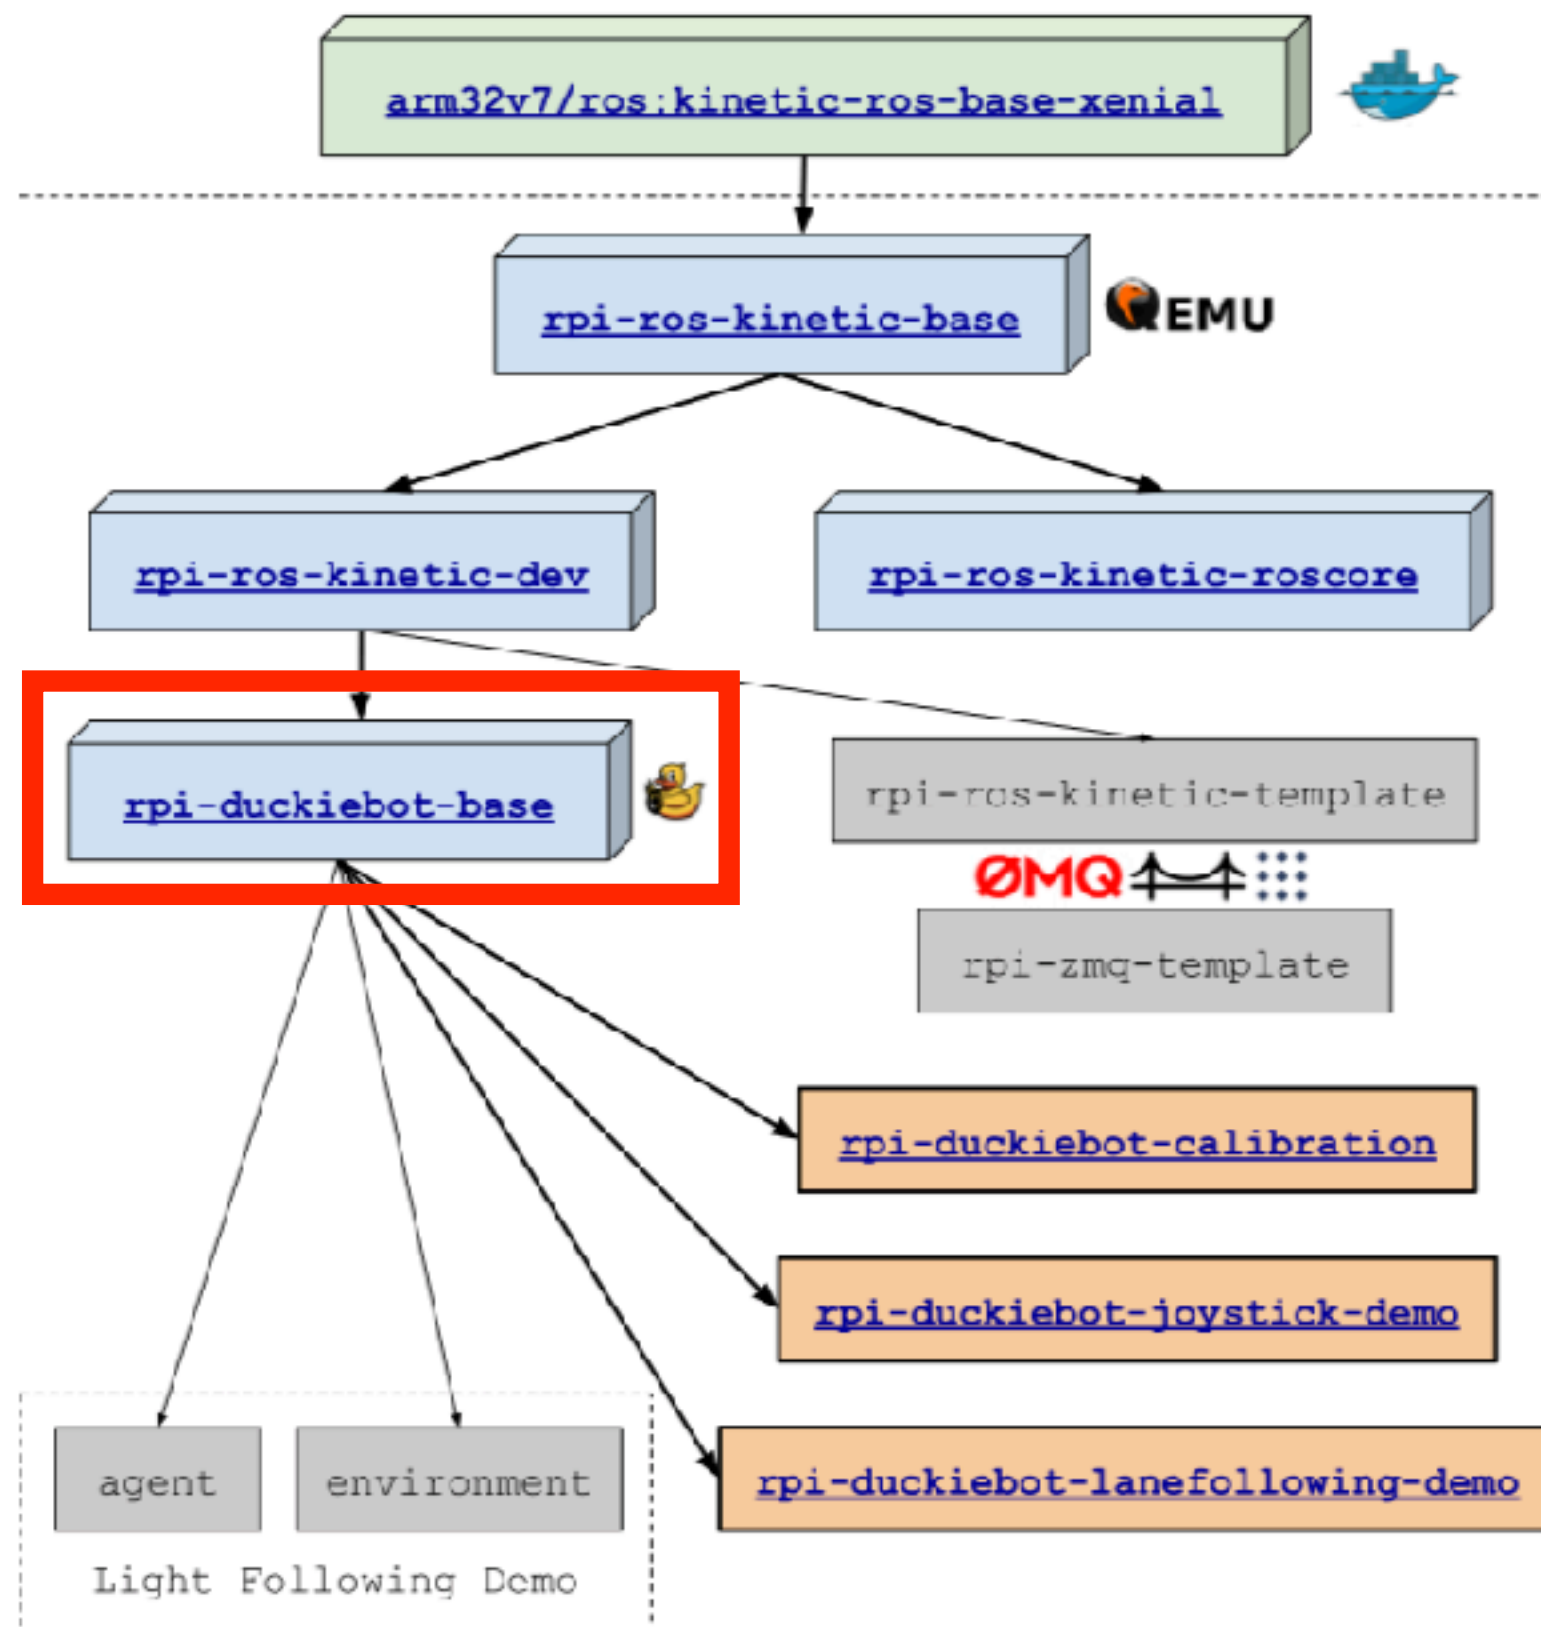 arm32v7/ros:kinetic-ros-base-xenial
rpi-ros-kinetic-base
QEMU
rpi-ros-kinetic-dev
rpi-ros-kinetic-roscore
rpi-duckiebot-base
rpi-ros-kinetic-template
ØMQ
rpi-zmq-template
rpi-duckiebot-calibration
rpi-duckiebot-joystick-demo
agent
environment
rpi-duckiebot-lanefollowing-demo
Light Following Demo